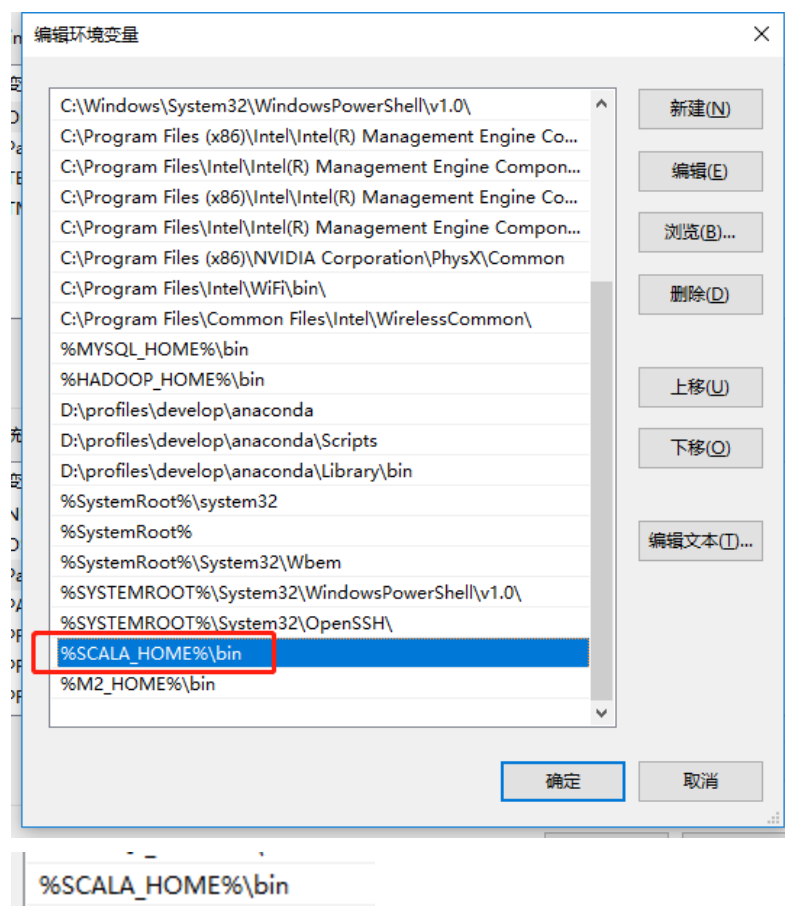 编辑环境变量
C:\Windows\System32\WindowsPowerShell\v1.0\
新建(N)
C:\Program Files (x86)\Intel\Intel(R) Management Engine Co...
C:\Program Files\Intel\Intel(R) Management Engine Compon...
编辑(E)
C:\Program Files (x86)\Intel\Intel(R) Management Engine Co...
C:\Program Files\Intel\Intel(R) Management Engine Compon...
浏览(B)...
C:\Program Files (x86)\NVIDIA Corporation\PhysX\Common
C:\Program Files\Intel\WiFi\bin\
删除(D)
C:\Program Files\Common Files\Intel\WirelessCommon\
%MYSQL_HOME%\bin
%HADOOP_HOME%\bin
上移(U)
D:\profiles\develop\anaconda
D:\profiles\develop\anaconda\Scripts
下移(O)
D:\profiles\develop\anaconda\Library\bin
%SystemRoot%\system32
%SystemRoot%
编辑文本(T)...
%SystemRoot%\System32\Wbem
%SYSTEMROOT%\System32\WindowsPowerShell\v1.0\
%SYSTEMROOT%\System32\OpenSSH\
%SCALA_HOME%\bin
%M2_HOME%\bin
确定
取消
%SCALA_HOME%\bin